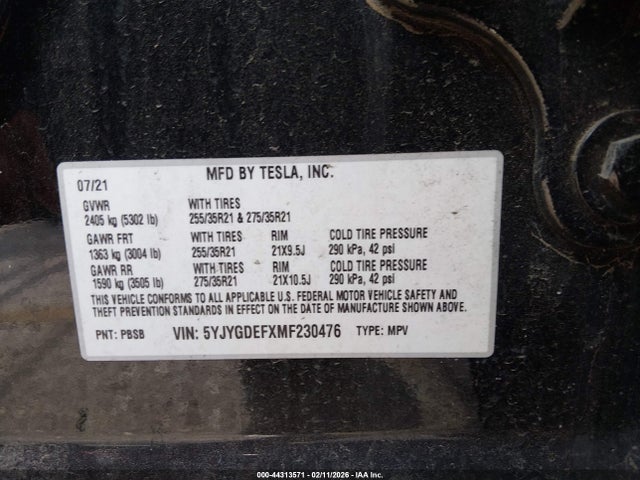 MFD BY TESLA, INC.
07/21
GVWR WITH TIRES
2405 kg (5302 lb) 255/35R21 & 275/35R21
GAWR FRT WITH TIRES RIM COLD TIRE PRESSURE
1363 kg (3004 lb) 255/35R21 21X9.5J 290 kPa, 42 psi
GAWR RR WITH TIRES RIM COLD TIRE PRESSURE
1590 kg (3505 lb) 275/35R21 21X10.5J 290 kPa, 42 psi
THIS VEHICLE CONFORMS TO ALL APPLICABLE U.S. FEDERAL MOTOR VEHICLE SAFETY AND
THEFT PREVENTION STANDARDS IN EFFECT ON THE DATE OF MANUFACTURE SHOWN ABOVE.
PNT: PBSB VIN: 5YJYGDEFXMF230476 TYPE: MPV
000-44313571 - 02/11/2026 - IAA Inc.